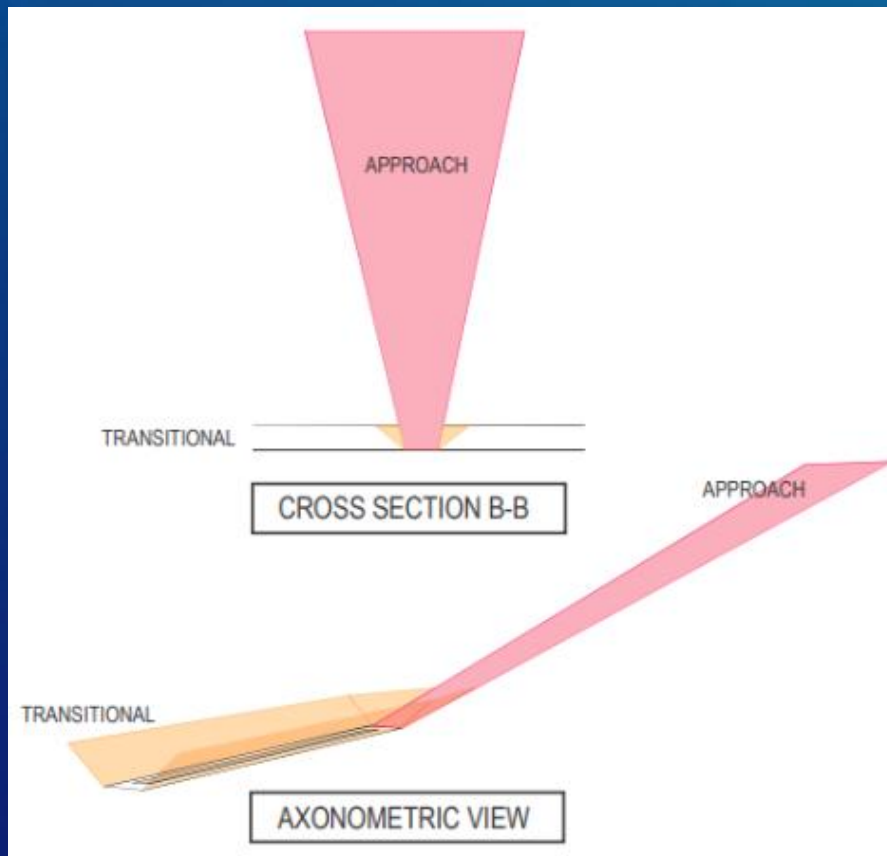 APPROACH
TRANSITIONAL
CROSS SECTION B-B
APPROACH
TRANSITIONAL
AXONOMETRIC VIEW